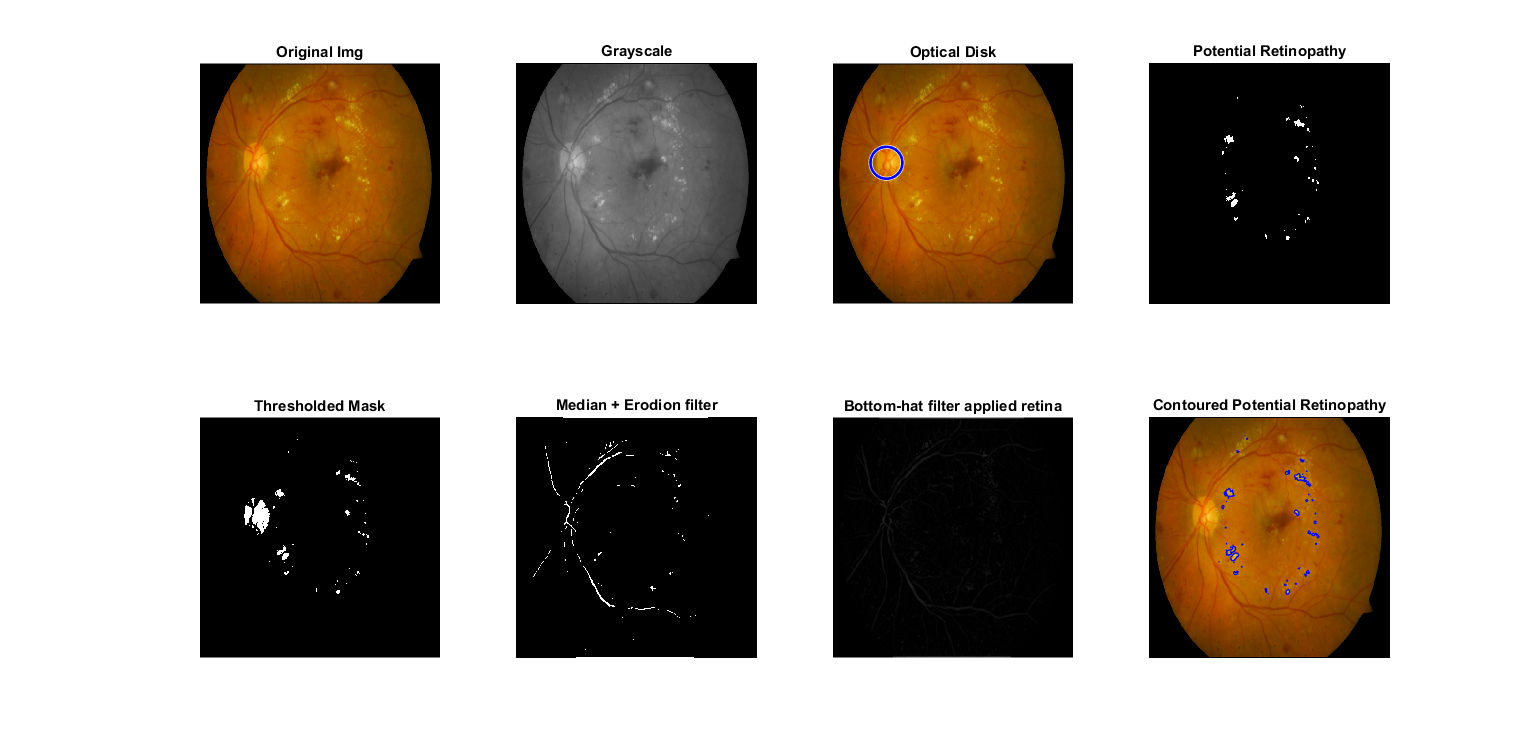 Original Img
Grayscale
Optical Disk
Potential Retinopathy
Thresholded Mask
Median + Erodion filter
Bottom-hat filter applied retina
Contoured Potential Retinopathy